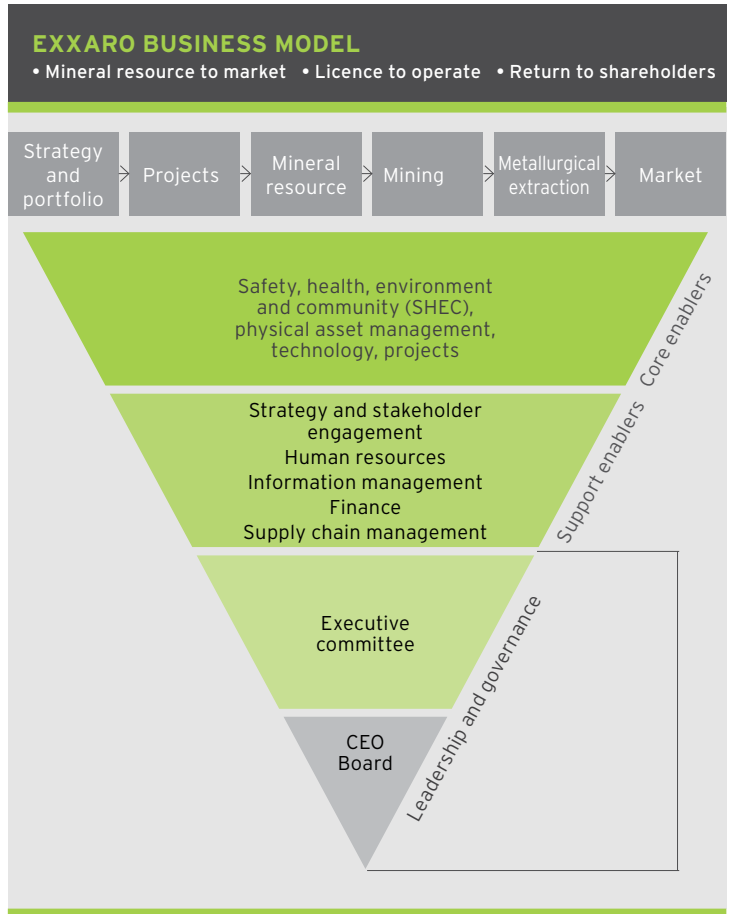 EXXARO BUSINESS MODEL
• Mineral resource to market • Licence to operate • Return to shareholders
Strategy
and
portfolio
Projects
Mineral
resource
Mining
Metallurgical
extraction
Market
Safety, health, environment
and community (SHEC),
physical asset management,
technology, projects
Core enablers
Strategy and stakeholder
engagement
Human resources
Information management
Finance
Supply chain management
Support enablers
Executive
committee
CEO
Board
Leadership and governance